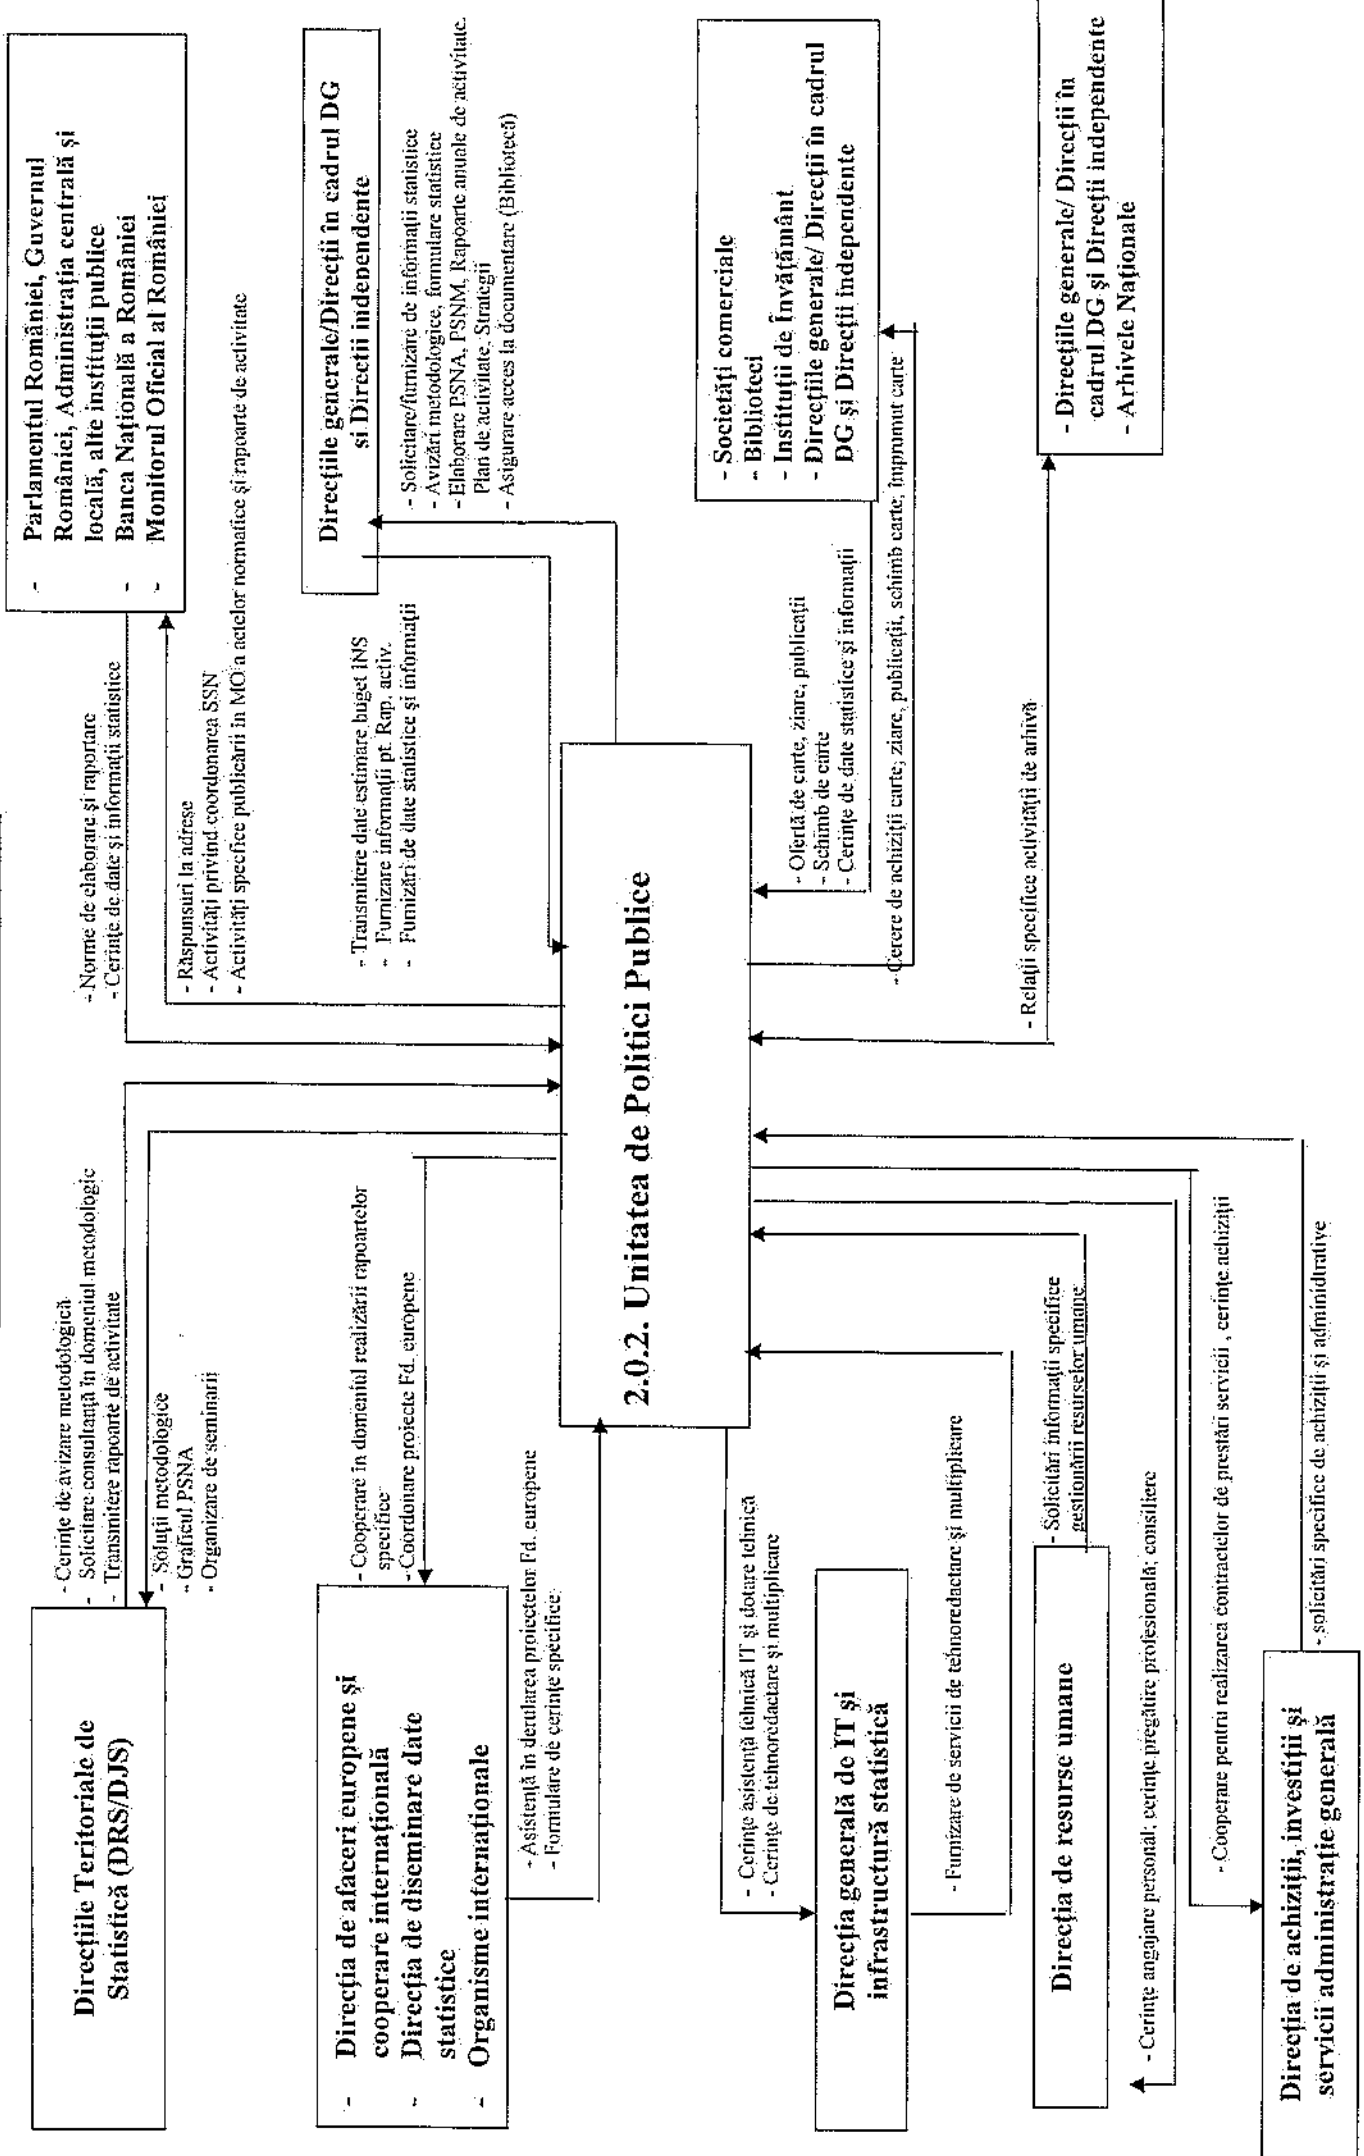 Direcțiile Teritoriale de
Statistică (DRS/DJS)
- Cerințe de avizare metodologică
- Solicitare consultanță în domeniul metodologic
- Transmitere rapoarte de activitate
- Soluții metodologice
- Graficul PSNA
- Organizare de seminarii
- Norme de elaborare și raportare
- Cerințe de date și informații statistice
- Răspunsuri la adrese
- Activități privind coordonarea SSN
- Activități specfice publicării în MO a actelor normatice și rapoarte de activitate
- Parlamentul României, Guvernul
României, Administrația centrală și
locală, alte instituții publice
- Banca Națională a României
- Monitorul Oficial al României
- Direcția de afaceri europene și
cooperare internațională
- Direcția de diseminare date
statistice
- Organisme internaționale
- Cooperare în domeniul realizării rapoartelor
specifice
- Coordonare proiecte Fd. europene
- Asistență în derularea proiectelor Fd. europene
- Formulare de cerințe specifice
- Transmitere date estimare buget INS
- Furnizare informații pt. Rap. activ.
- Furnizări de date statistice și informații
Direcțiile generale/Direcții în cadrul DG
si Direcții independente
- Solicitare/furnizare de informații statistice
- Avizări metodologice, formulare statistice
- Elaborare PSNA, PSNM, Rapoarte anuale de activitate,
Plan de activitate, Strategii
- Asigurare acces la documentare (Bibliotecă)
2.0.2. Unitatea de Politici Publice
- Cerințe asistență tehnică IT și dotare tehnică
- Cerințe de tehnoredactare și multiplicare
Direcția generală de IT și
infrastructură statistică
- Furnizare de servicii de tehnoredactare și multiplicare
- Ofertă de carte, ziare, publicații
- Schimb de carte
- Cerințe de date statistice și informații
- Cerere de achiziții carte; ziare, publicații, schimb carte; împrumut carte
- Societăți comerciale
- Biblioteci
- Instituții de Învățământ
- Direcțiile generale/ Direcții în cadrul
DG și Direcții independente
Direcția de resurse umane
- Solicitări informații specifice
gestionării resurselor umane
- Cerințe angajare personal; cerințe pregătire profesională; consiliere
- Relații specifice activității de arhivă
- Direcțiile generale/ Direcții în
cadrul DG și Direcții independente
- Arhivele Naționale
- Cooperare pentru realizarea contractelor de prestări servicii , cerințe achiziții
Direcția de achiziții, investiții și
servicii administrație generală
- solicitări specifice de achiziții și adminidtrative